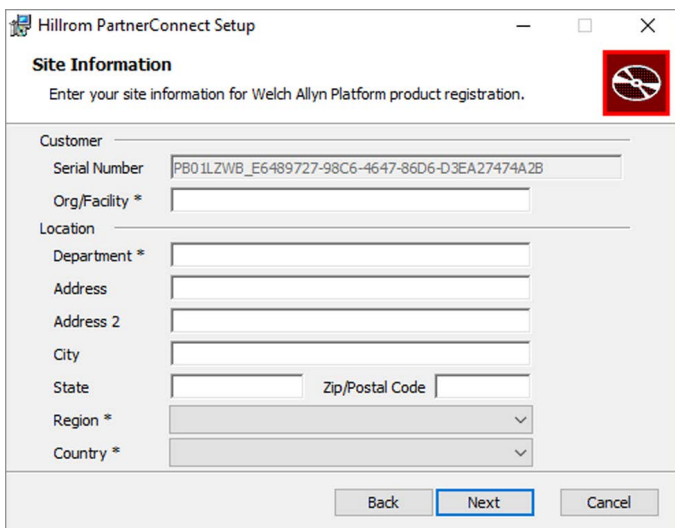 Hillrom PartnerConnect Setup
Site Information
Enter your site information for Welch Allyn Platform product registration.
Customer
Serial Number PB01LZWB_E6489727-98C6-4647-86D6-D3EA27474A2B
Org/Facility *
Location
Department *
Address
Address 2
City
State Zip/Postal Code
Region *
Country *
Back Next Cancel